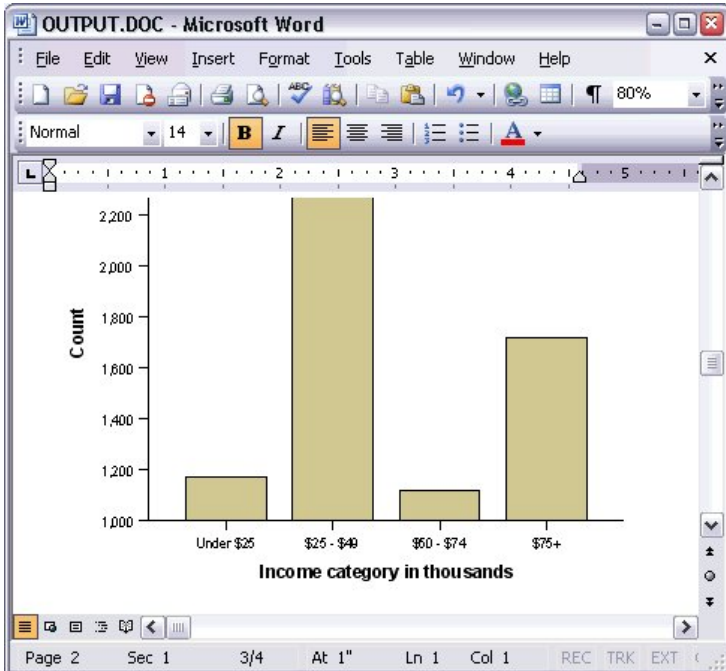 OUTPUT.DOC - Microsoft Word
File Edit View Insert Format Tools Table Window Help
ABC ¶ 80%
Normal 14 B I A
L 1 2 3 4 5
2,200
2,000
1,800
1,600
1,400
1,200
1,000
Count
Under $25 $25 - $49 $50 - $74 $75+
Income category in thousands
Page 2 Sec 1 3/4 At 1" Ln 1 Col 1 REC TRK EXT